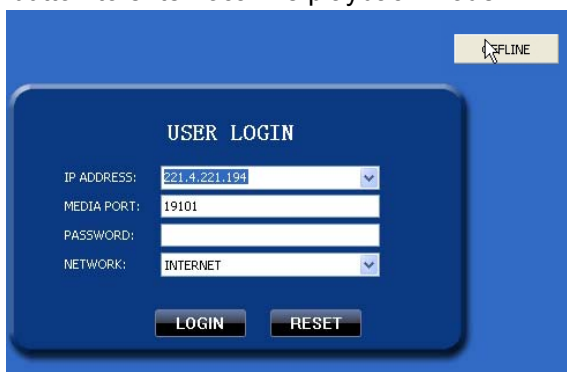 OFFLINE
USER LOGIN
IP ADDRESS: 221.4.221.194
MEDIA PORT: 19101
PASSWORD:
NETWORK: INTERNET
LOGIN RESET